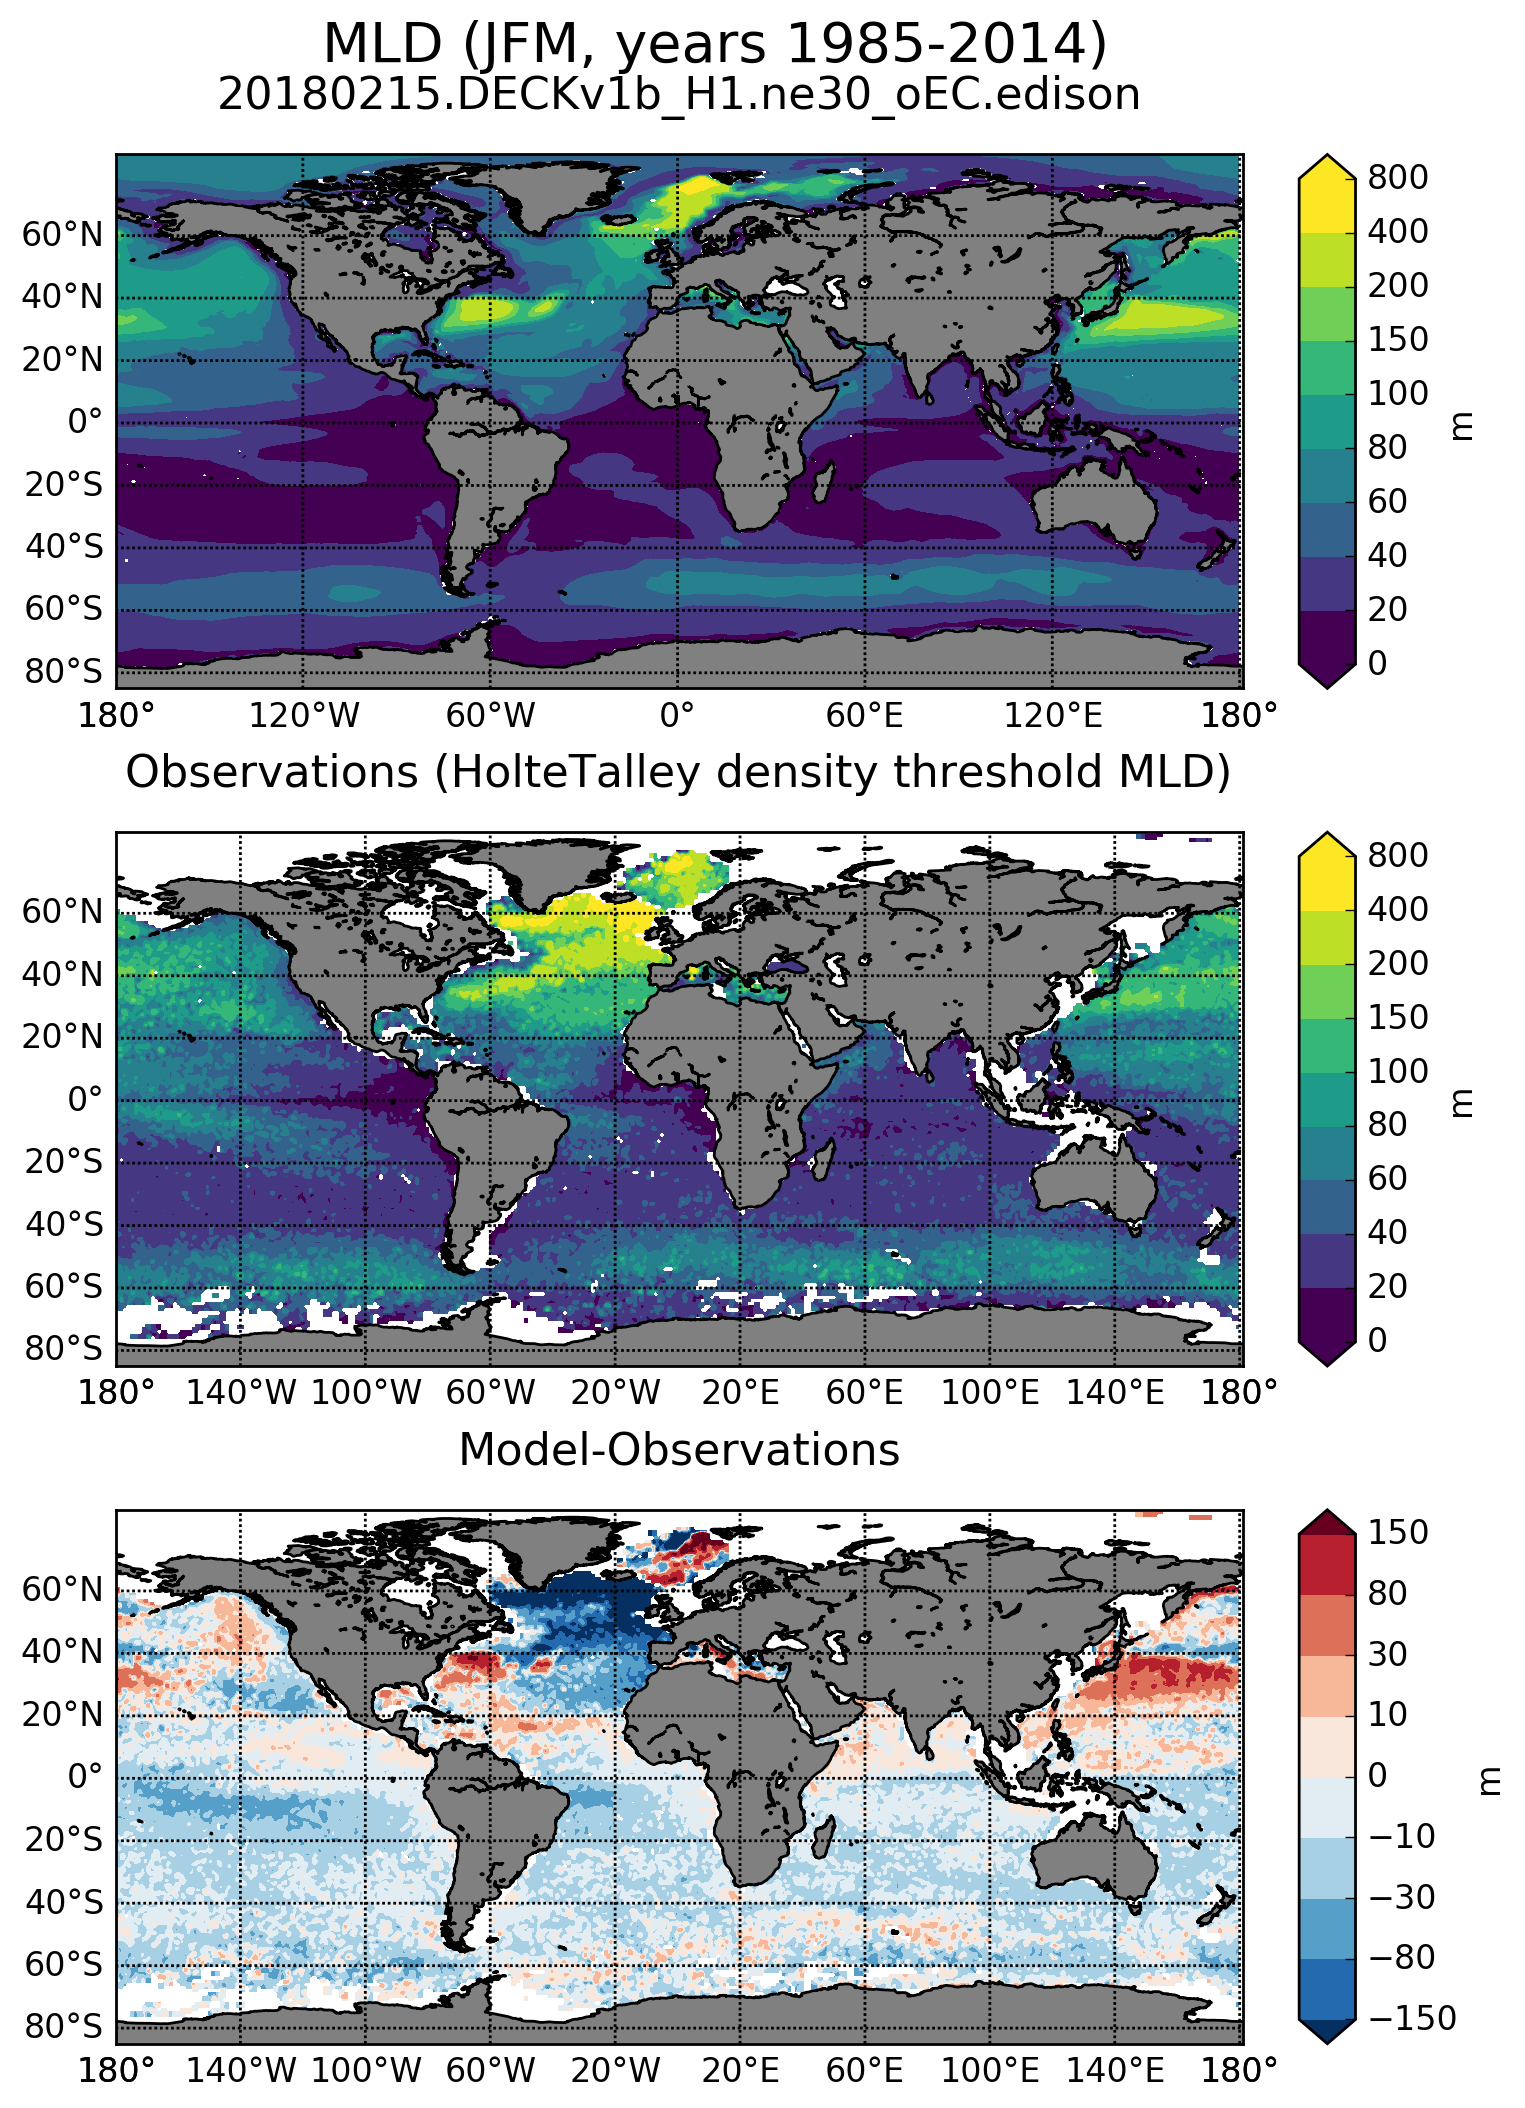 MLD (JFM, years 1985-2014)
20180215.DECKv1b_H1.ne30_oEC.edison
60°N
40°N
20°N
0°
20°S
40°S
60°S
80°S
180° 120°W 60°W 0° 60°E 120°E 180°
800
400
200
150
100
80
60
40
20
0
m
Observations (HolteTalley density threshold MLD)
60°N
40°N
20°N
0°
20°S
40°S
60°S
80°S
180° 140°W 100°W 60°W 20°W 20°E 60°E 100°E 140°E 180°
800
400
200
150
100
80
60
40
20
0
m
Model-Observations
60°N
40°N
20°N
0°
20°S
40°S
60°S
80°S
180° 140°W 100°W 60°W 20°W 20°E 60°E 100°E 140°E 180°
150
80
30
10
0
−10
−30
−80
−150
m